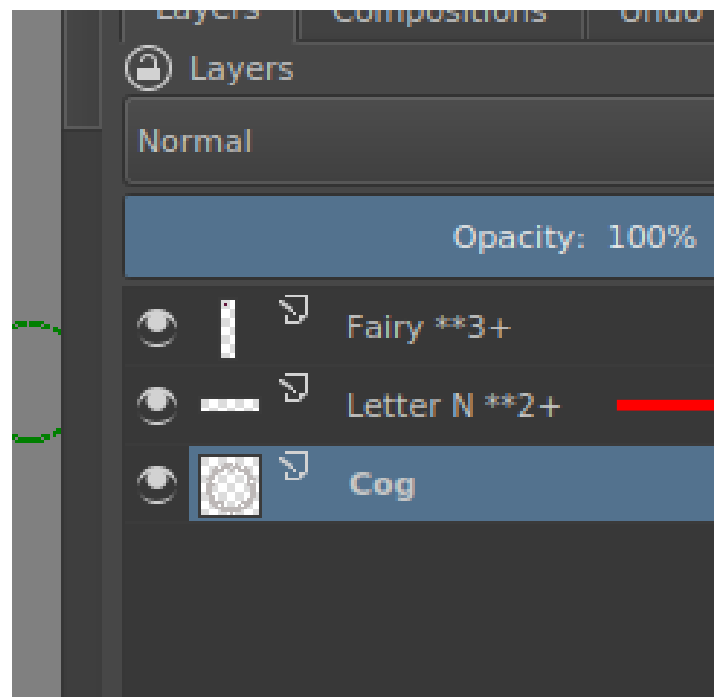 Layers Compositions Undo
Layers
Normal
Opacity: 100%
Fairy **3+
Letter N **2+
Cog